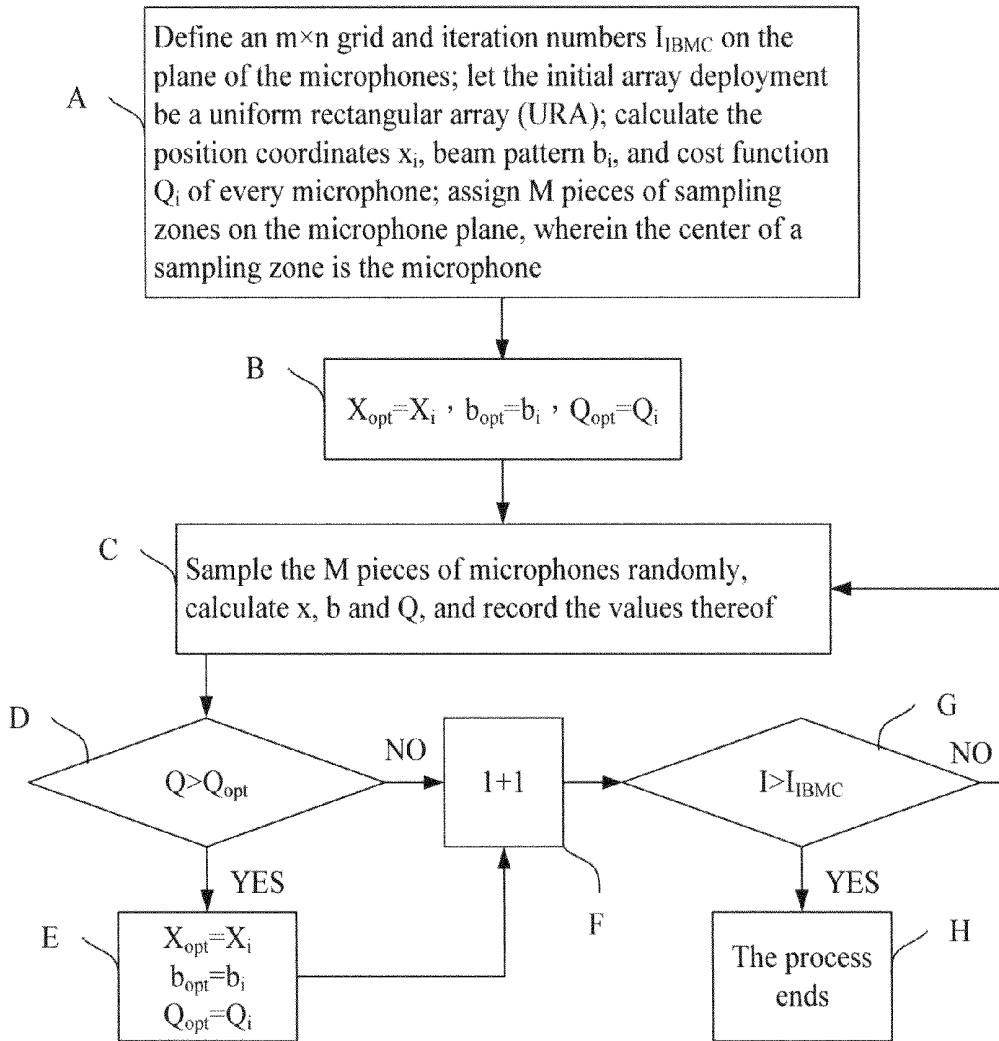 Define an m×n grid and iteration numbers I_IBMC on the
plane of the microphones; let the initial array deployment
be a uniform rectangular array (URA); calculate the
position coordinates x_i, beam pattern b_i, and cost function
Q_i of every microphone; assign M pieces of sampling
zones on the microphone plane, wherein the center of a
sampling zone is the microphone
A
B
X_opt=X_i，b_opt=b_i，Q_opt=Q_i
C
Sample the M pieces of microphones randomly,
calculate x, b and Q, and record the values thereof
D
Q>Q_opt
NO
YES
1+1
F
G
I>I_IBMC
NO
YES
E
X_opt=X_i
b_opt=b_i
Q_opt=Q_i
H
The process
ends